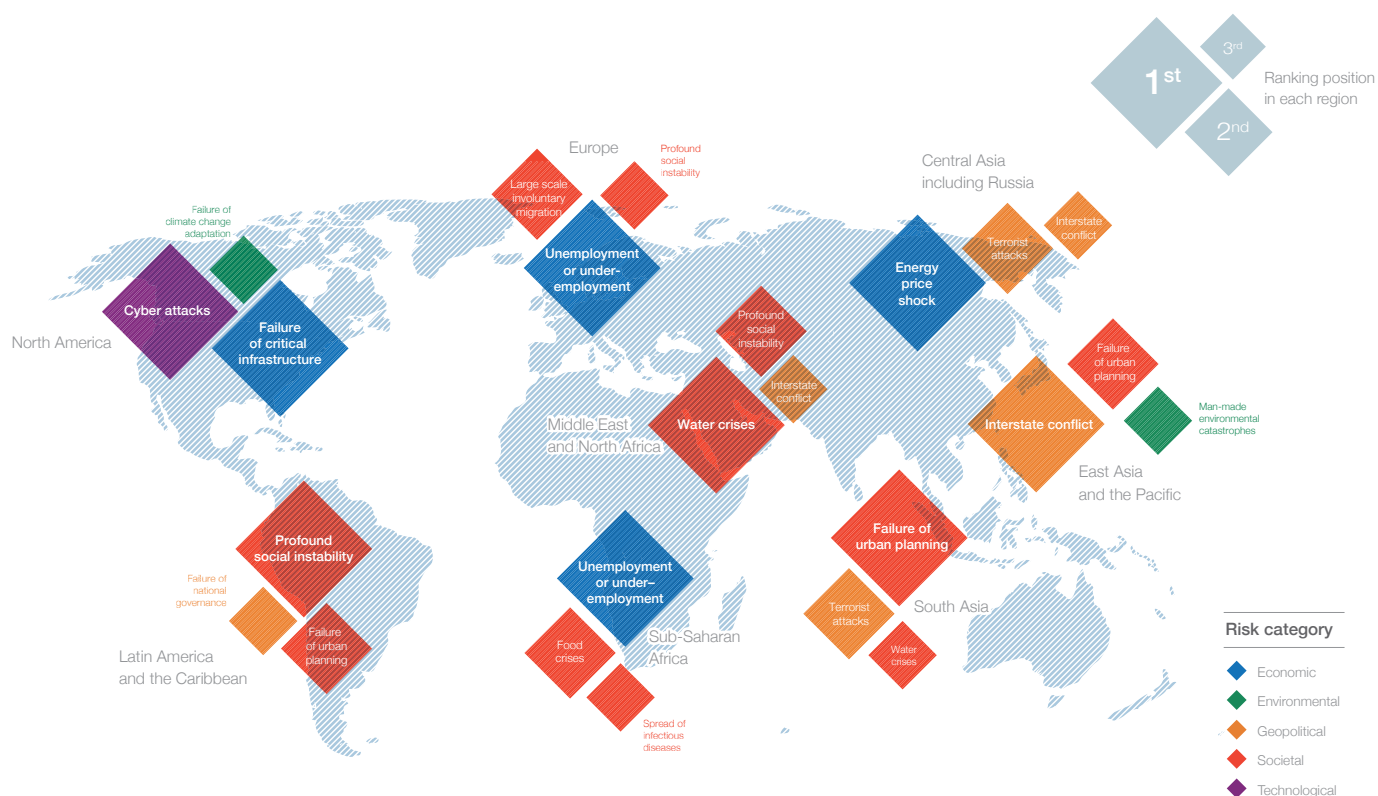 1st
3rd
2nd
Ranking position
in each region
Europe
Large scale
involuntary
migration
Profound
social
instability
Unemployment
or under-
employment
Central Asia
including Russia
Energy
price
shock
Terrorist
attacks
Interstate
conflict
Failure of
climate change
adaptation
Cyber attacks
Failure
of critical
infrastructure
North America
Profound
social
instability
Interstate
conflict
Water crises
Middle East
and North Africa
Failure
of urban
planning
Interstate conflict
Man-made
environmental
catastrophes
East Asia
and the Pacific
Profound
social instability
Failure of
national
governance
Failure
of urban
planning
Latin America
and the Caribbean
Unemployment
or under–
employment
Food
crises
Sub-Saharan
Africa
Spread of
infectious
diseases
Failure of
urban planning
Terrorist
attacks
South Asia
Water
crises
Risk category
Economic
Environmental
Geopolitical
Societal
Technological